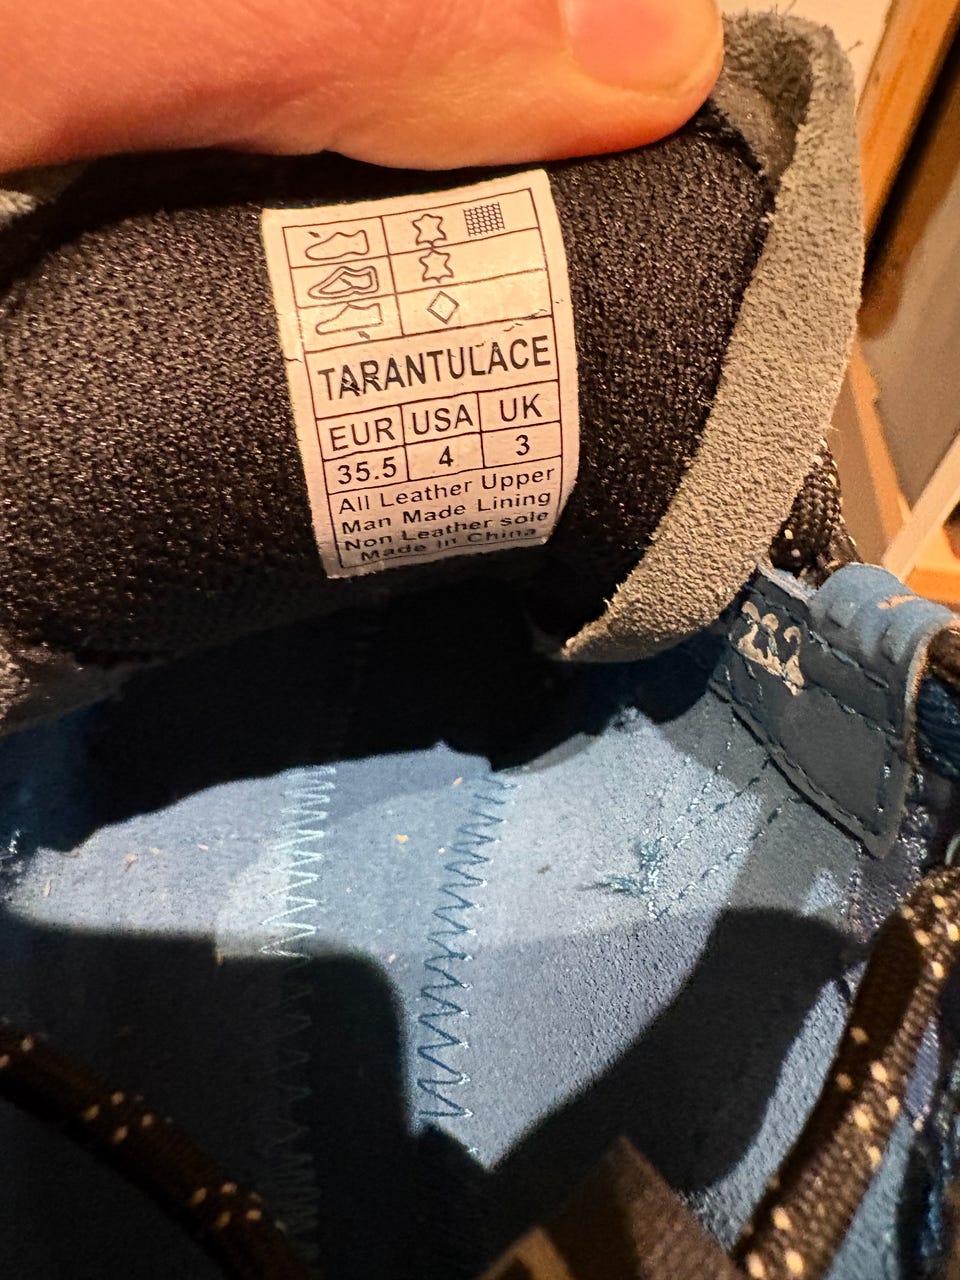 TARANTULACE
EUR USA UK
35.5 4 3
All Leather Upper
Man Made Lining
Non Leather sole
Made In China